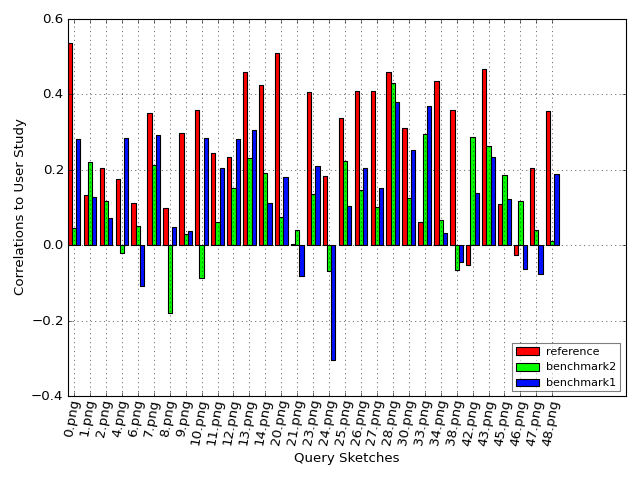 0.6
0.4
0.2
0.0
−0.2
−0.4
Correlations to User Study
reference
benchmark2
benchmark1
0.png
1.png
2.png
4.png
6.png
7.png
8.png
9.png
10.png
11.png
12.png
13.png
14.png
20.png
21.png
23.png
24.png
25.png
26.png
27.png
28.png
30.png
33.png
34.png
38.png
42.png
43.png
45.png
46.png
47.png
48.png
Query Sketches